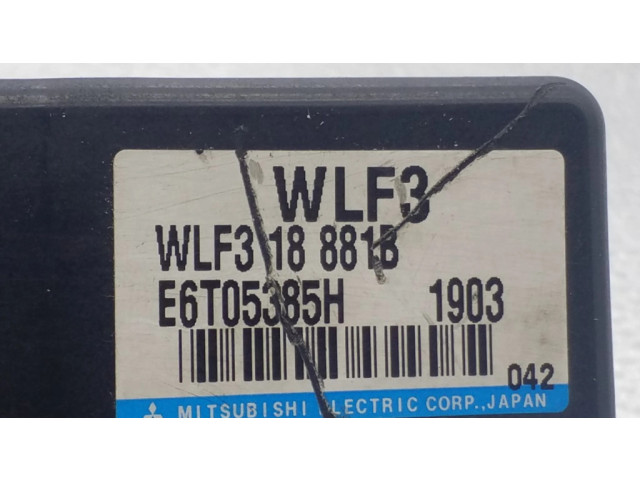 WLF3
WLF3 18 881B
E6T05385H 1903
042
MITSUBISHI ELECTRIC CORP.,JAPAN